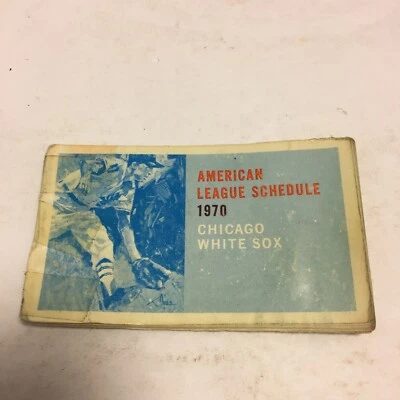 AMERICAN
LEAGUE SCHEDULE
1970
CHICAGO
WHITE SOX